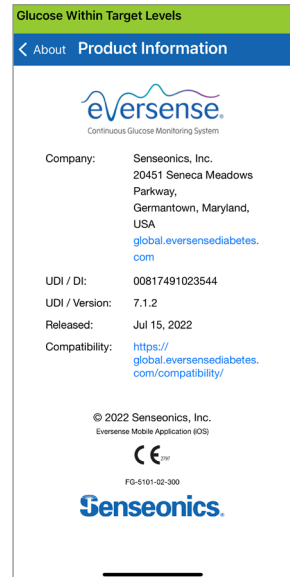 Glucose Within Target Levels
About Product Information
eversense.
Continuous Glucose Monitoring System
Company: Senseonics, Inc.
20451 Seneca Meadows
Parkway,
Germantown, Maryland,
USA
global.eversensediabetes.
com
UDI / DI: 00817491023544
UDI / Version: 7.1.2
Released: Jul 15, 2022
Compatibility: https://
global.eversensediabetes.
com/compatibility/
© 2022 Senseonics, Inc.
Eversense Mobile Application (iOS)
CE 2797
FG-5101-02-300
Senseonics.